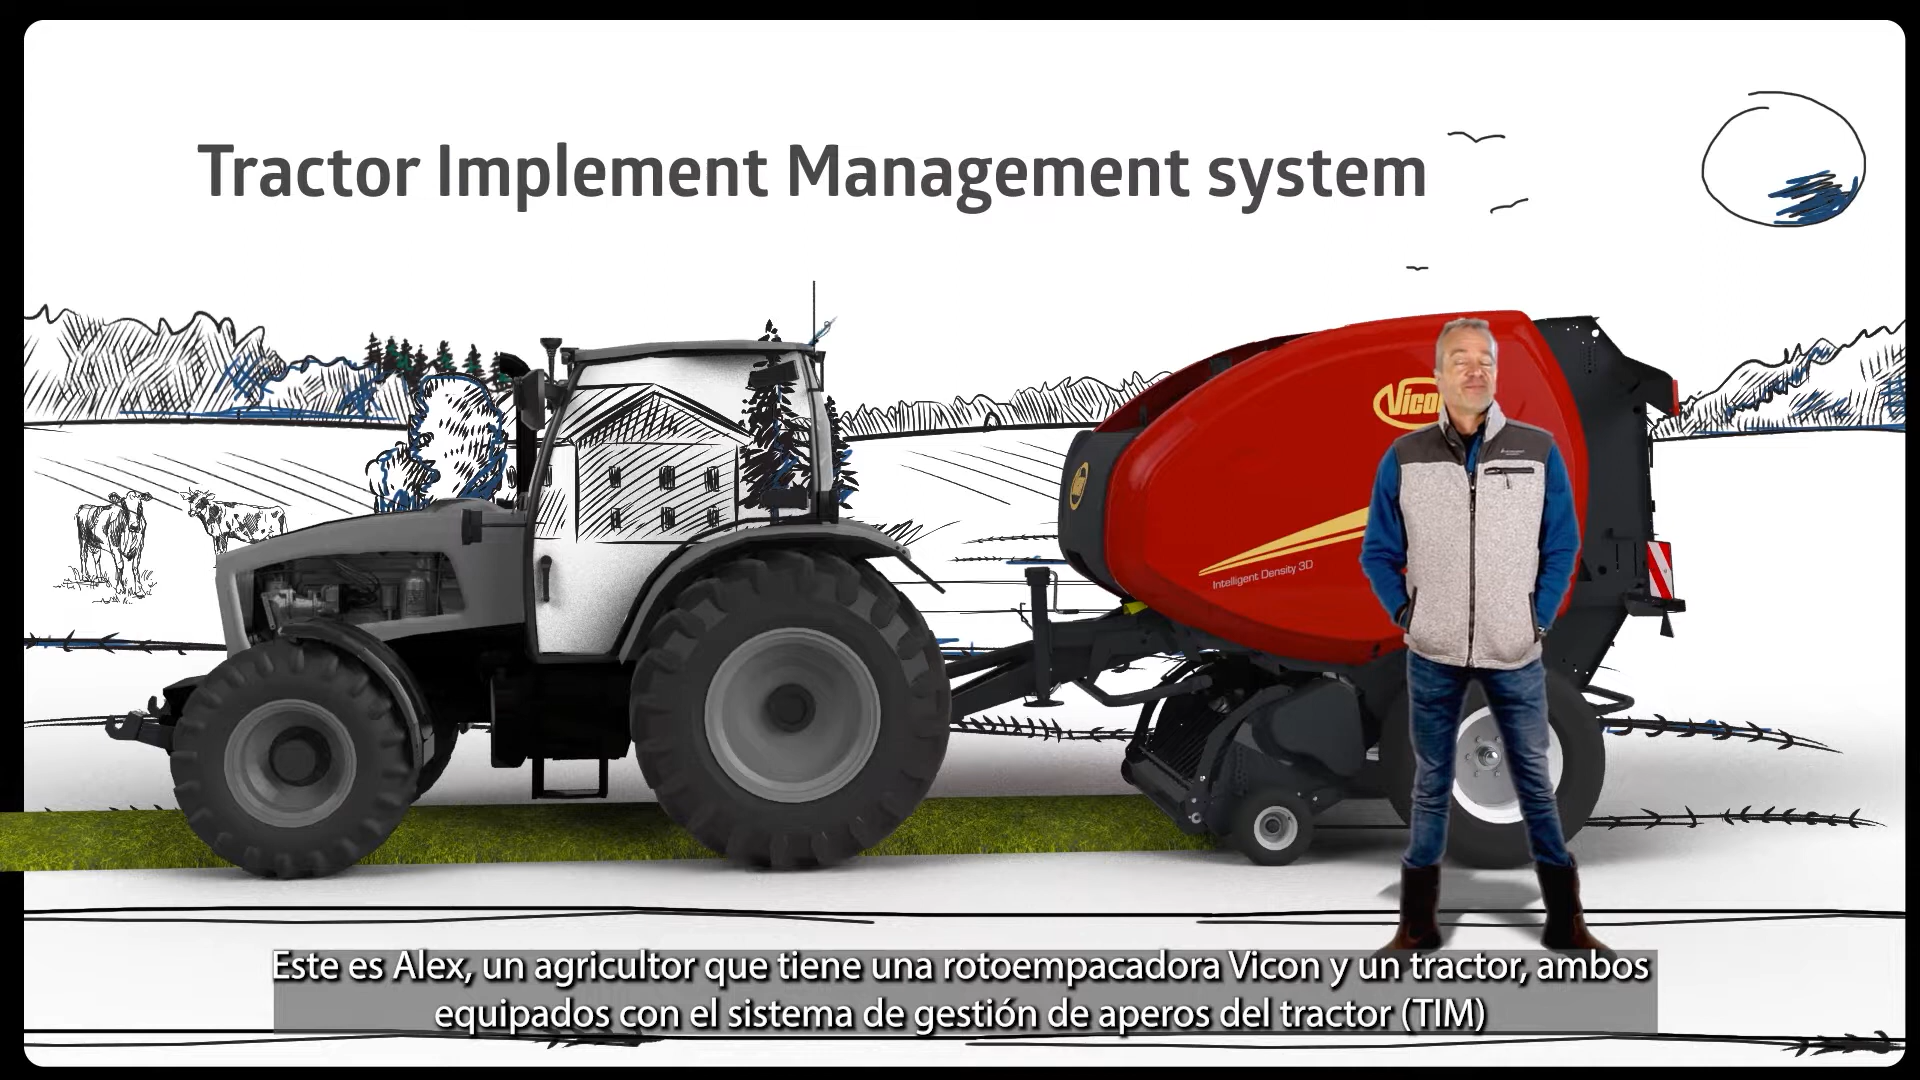 Tractor Implement Management system
Vicon
Intelligent Density 3D
Este es Alex, un agricultor que tiene una rotoempacadora Vicon y un tractor, ambos
equipados con el sistema de gestión de aperos del tractor (TIM)